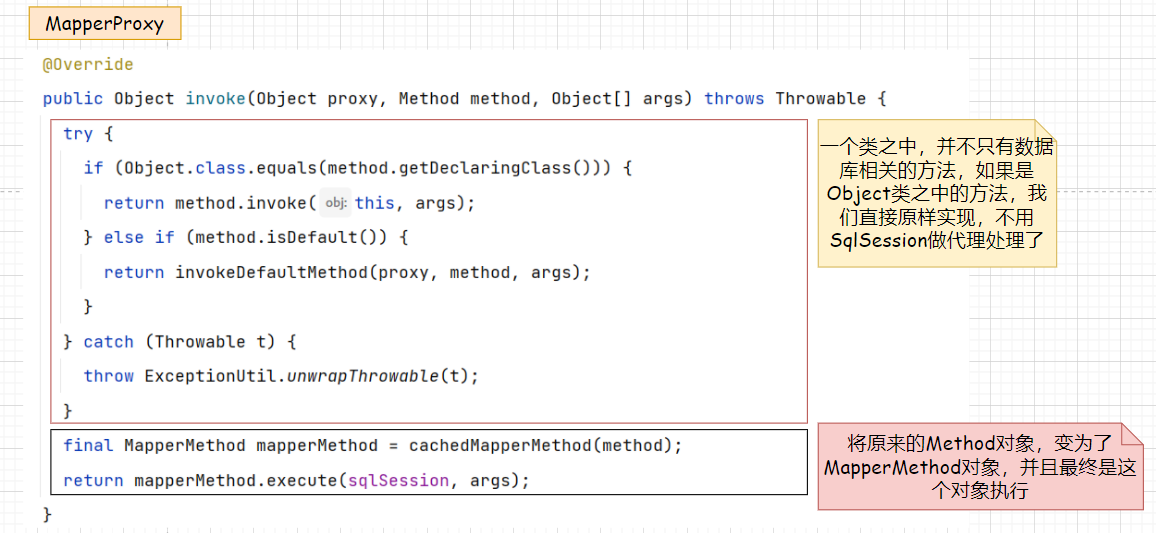 MapperProxy
@Override
public Object invoke(Object proxy, Method method, Object[] args) throws Throwable {
try {
if (Object.class.equals(method.getDeclaringClass())) {
return method.invoke( obj: this, args);
} else if (method.isDefault()) {
return invokeDefaultMethod(proxy, method, args);
}
} catch (Throwable t) {
throw ExceptionUtil.unwrapThrowable(t);
}
final MapperMethod mapperMethod = cachedMapperMethod(method);
return mapperMethod.execute(sqlSession, args);
}
一个类之中，并不只有数据
库相关的方法，如果是
Object类之中的方法，我
们直接原样实现，不用
SqlSession做代理处理了
将原来的Method对象，变为了
MapperMethod对象，并且最终是这
个对象执行